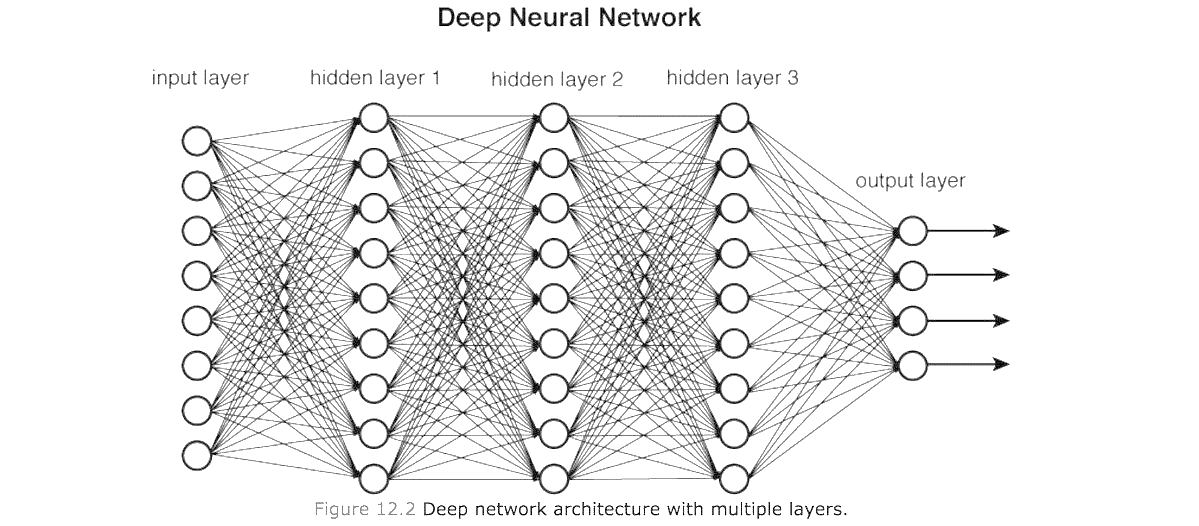 Deep Neural Network
input layer
hidden layer 1
hidden layer 2
hidden layer 3
output layer
Figure 12.2 Deep network architecture with multiple layers.